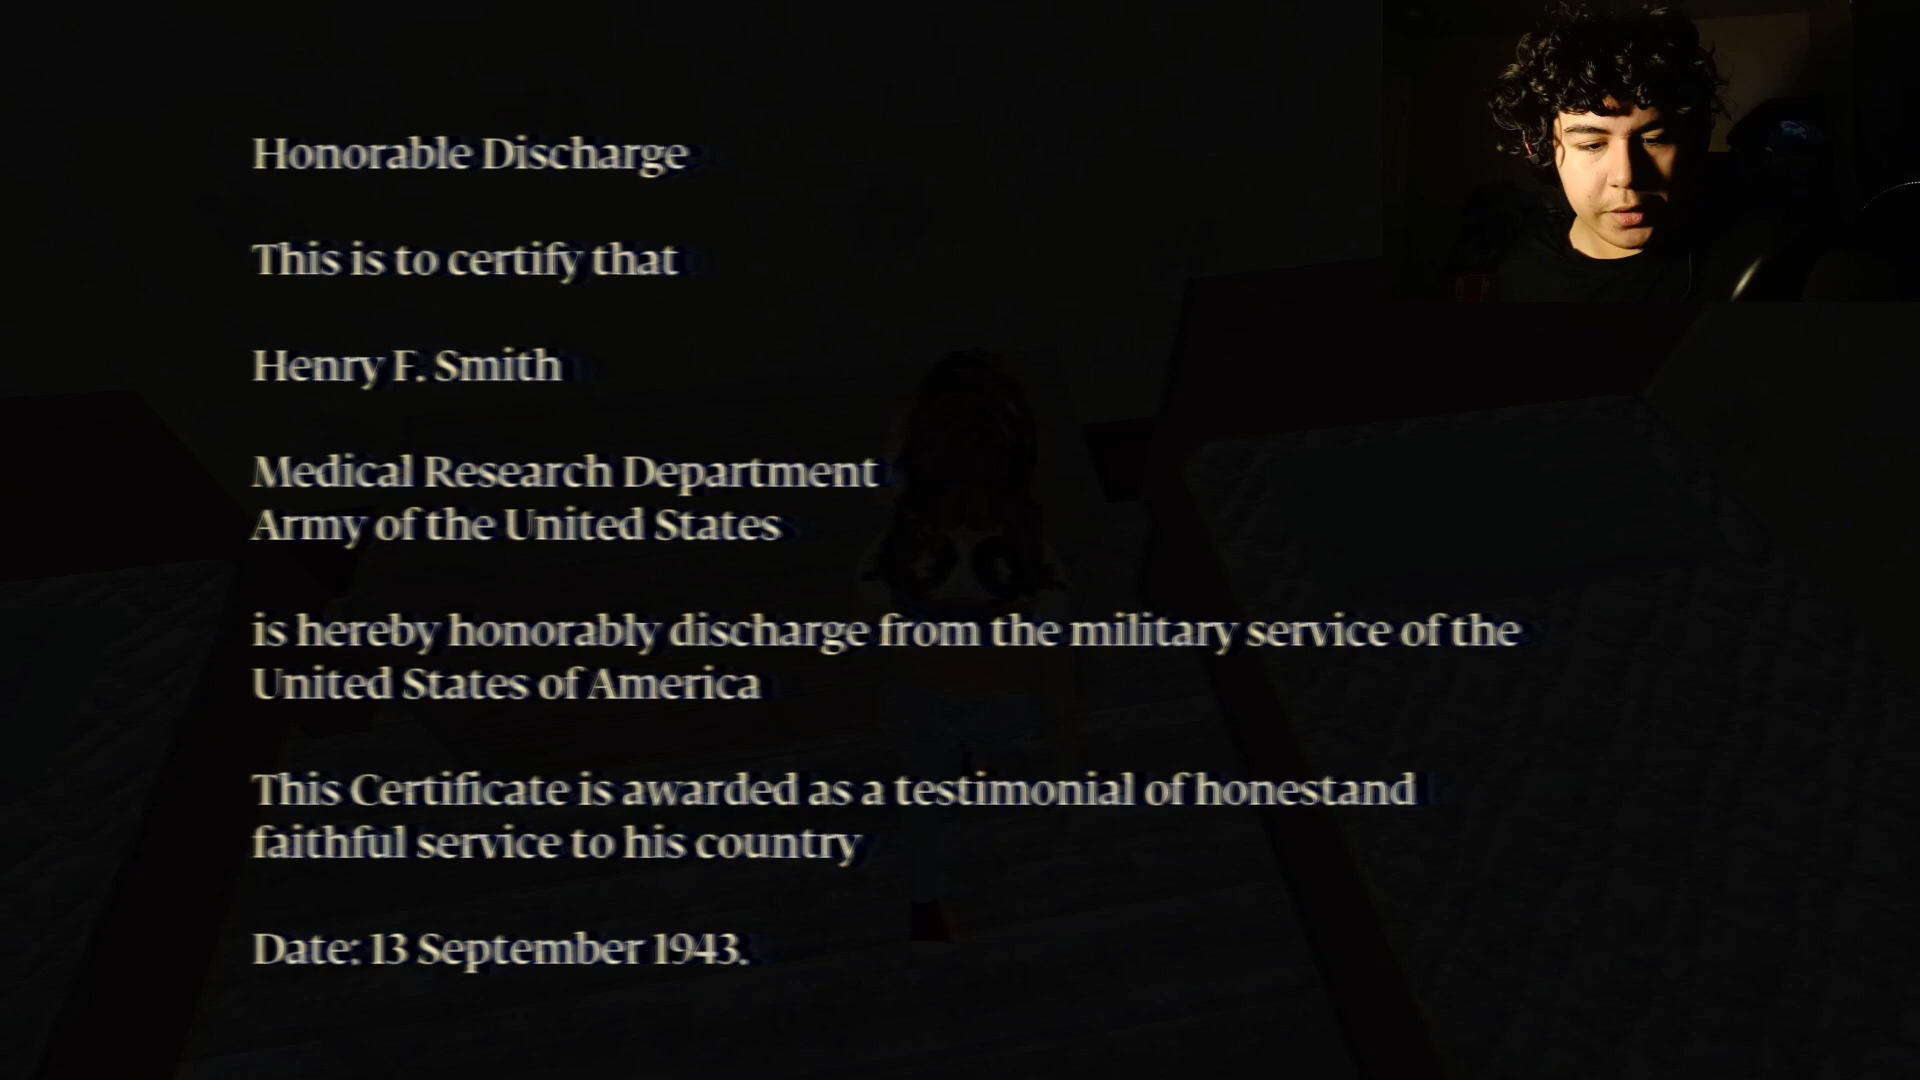 Honorable Discharge
This is to certify that
Henry F. Smith
Medical Research Department
Army of the United States
is hereby honorably discharge from the military service of the
United States of America
This Certificate is awarded as a testimonial of honestand
faithful service to his country
Date: 13 September 1943.